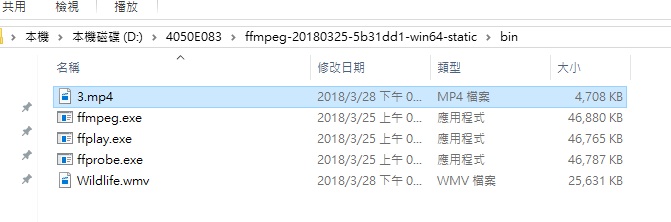 共用 檢視 播放
本機 > 本機磁碟 (D:) > 4050E083 > ffmpeg-20180325-5b31dd1-win64-static > bin
名稱 修改日期 類型 大小
3.mp4 2018/3/28 下午 0... MP4 檔案 4,708 KB
ffmpeg.exe 2018/3/25 上午 0... 應用程式 46,880 KB
ffplay.exe 2018/3/25 上午 0... 應用程式 46,765 KB
ffprobe.exe 2018/3/25 上午 0... 應用程式 46,787 KB
Wildlife.wmv 2018/3/28 下午 0... WMV 檔案 25,631 KB